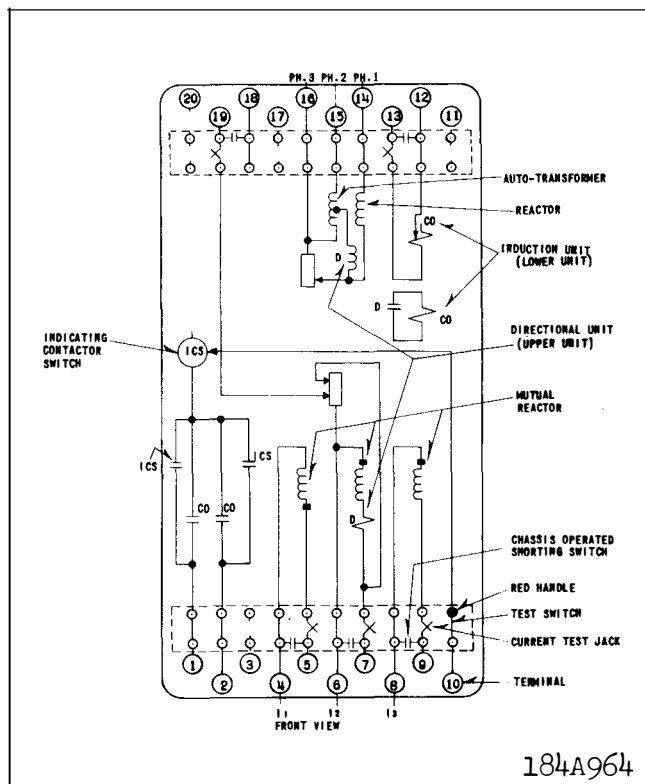 PH.3 PH.2 PH.1
20
19
18
17
16
15
14
13
12
11
AUTO-TRANSFORMER
REACTOR
CO
INDUCTION UNIT
(LOWER UNIT)
D
D
CO
DIRECTIONAL UNIT
(UPPER UNIT)
INDICATING
CONTACTOR
SWITCH
ICS
MUTUAL
REACTOR
ICS
ICS
CO
CO
D
CHASSIS OPERATED
SHORTING SWITCH
RED HANDLE
TEST SWITCH
CURRENT TEST JACK
TERMINAL
1
2
3
4
5
6
7
8
9
10
I1
I2
I3
FRONT VIEW
184A964